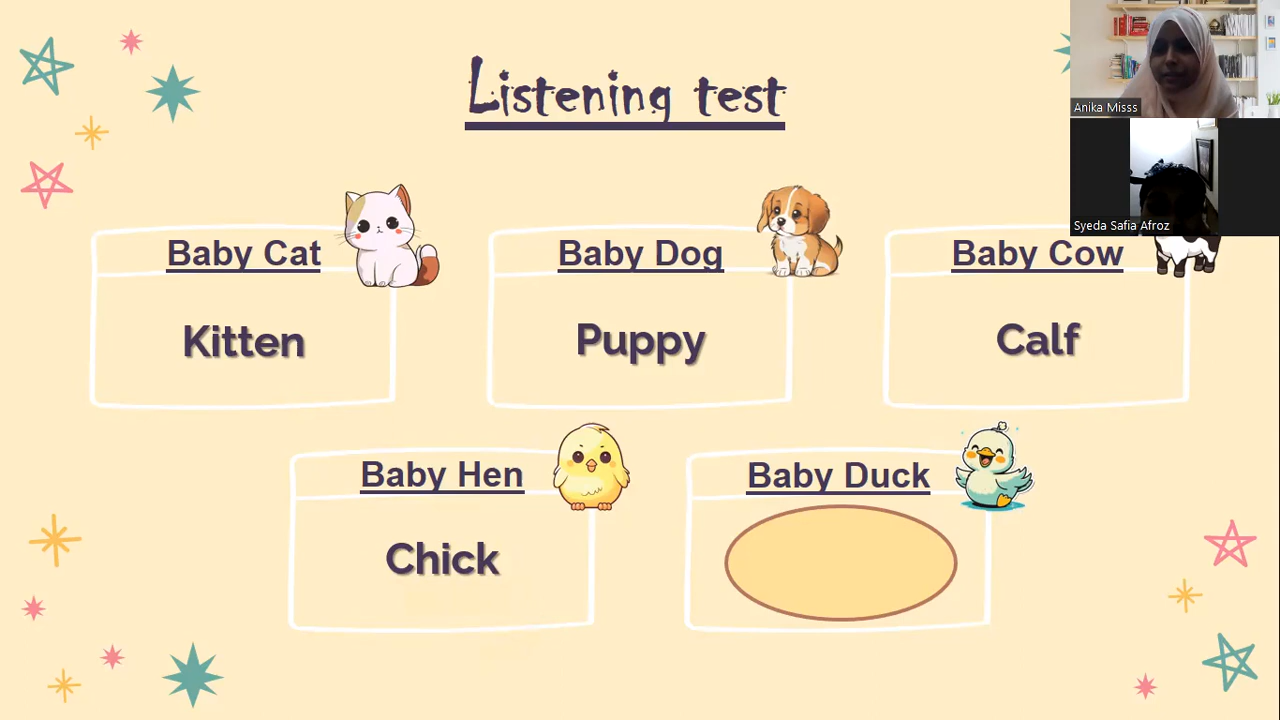 Listening test
Anika Misss
Syeda Safia Afroz
Baby Cat
Kitten
Baby Dog
Puppy
Baby Cow
Calf
Baby Hen
Chick
Baby Duck